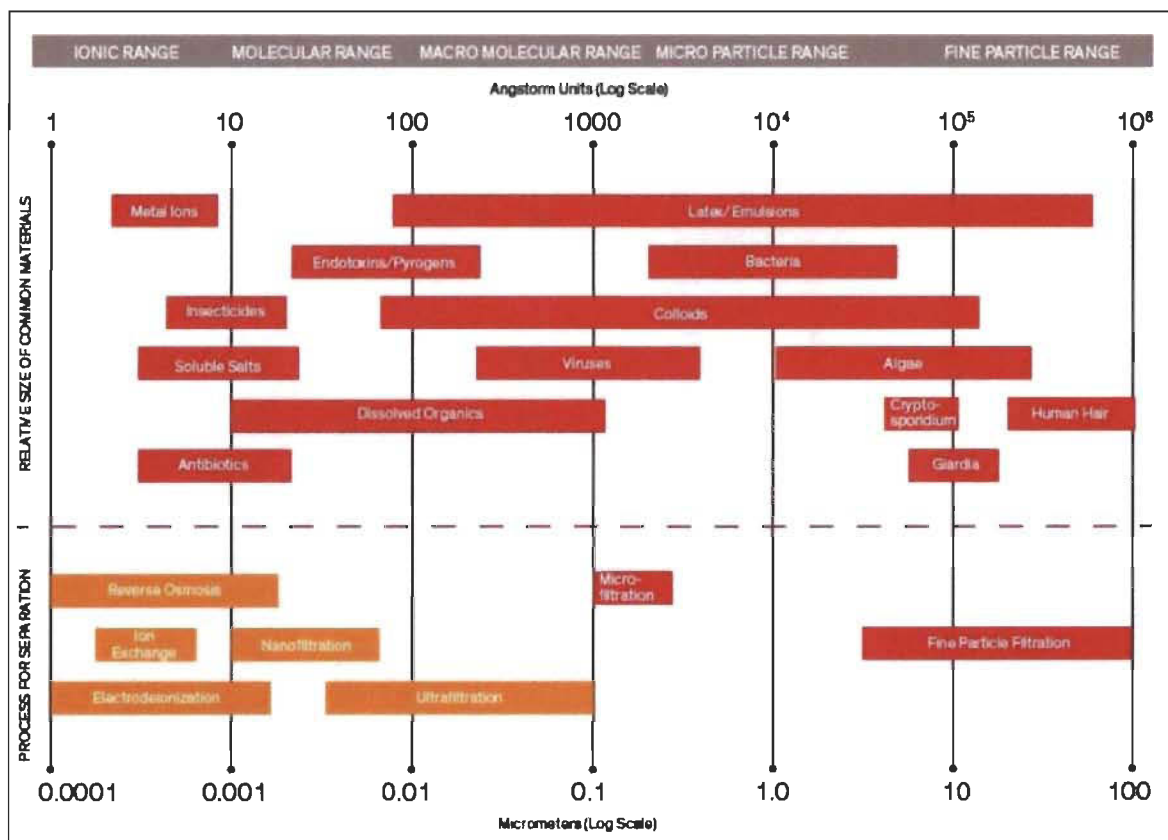 IONIC RANGE MOLECULAR RANGE MACRO MOLECULAR RANGE MICRO PARTICLE RANGE FINE PARTICLE RANGE
Angstorm Units (Log Scale)
1 10 100 1000 10⁴ 10⁵ 10⁶
RELATIVE SIZE OF COMMON MATERIALS
Metal Ions Latex/Emulsions
Endotoxins/Pyrogens Bacteria
Insecticides Colloids
Soluble Salts Viruses Algae
Dissolved Organics Crypto-
sporidium Human Hair
Antibiotics Giardia
PROCESS FOR SEPARATION
Reverse Osmosis Micro-
filtration
Ion
Exchange Nanofiltration Fine Particle Filtration
Electrodeionization Ultrafiltration
0.0001 0.001 0.01 0.1 1.0 10 100
Micrometers (Log Scale)